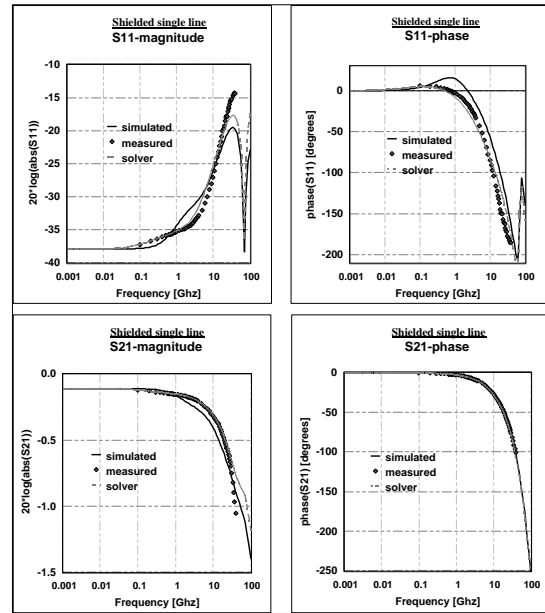 Shielded single line
S11-magnitude
20*log(abs(S11))
-10
-15
-20
-25
-30
-35
-40
simulated
measured
solver
0.001 0.01 0.1 1 10 100
Frequency [Ghz]
Shielded single line
S11-phase
phase(S11) [degrees]
50
0
-50
-100
-150
-200
simulated
measured
solver
0.001 0.01 0.1 1 10 100
Frequency [Ghz]
Shielded single line
S21-magnitude
20*log(abs(S21))
0.0
-0.5
-1.0
-1.5
simulated
measured
solver
0.001 0.01 0.1 1 10 100
Frequency [Ghz]
Shielded single line
S21-phase
phase(S21) [degrees]
0
-50
-100
-150
-200
-250
simulated
measured
solver
0.001 0.01 0.1 1 10 100
Frequency [Ghz]